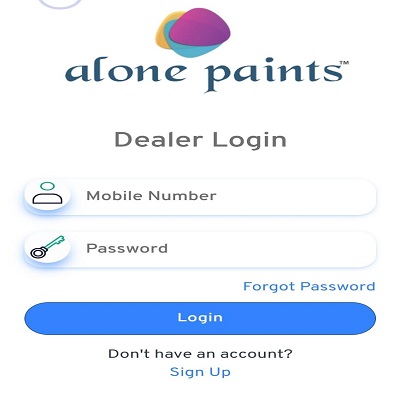 alone paints™
Dealer Login
Mobile Number
Password
Forgot Password
Login
Don't have an account?
Sign Up